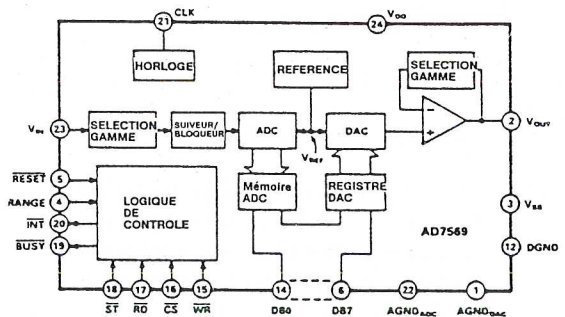 21 CLK
24 VDD
HORLOGE
REFERENCE
SELECTION
GAMME
VIN 23
SELECTION
GAMME
SUIVEUR/
BLOQUEUR
ADC
DAC
-
+
2 VOUT
VREF
RESET 5
RANGE 4
INT 20
BUSY 19
LOGIQUE
DE
CONTROLE
Mémoire
ADC
REGISTRE
DAC
3 VSS
AD7569
12 DGND
18 17 16 15 14 6 22 1
ST RD CS WR DB0 DB7 AGNDADC AGNDDAC